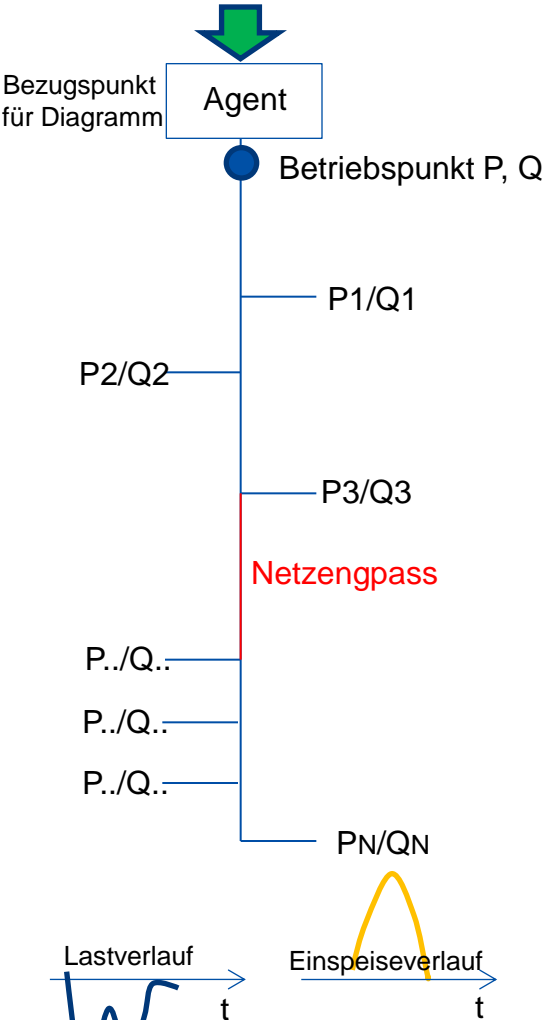 Bezugspunkt
für Diagramm
Agent
Betriebspunkt P, Q
P1/Q1
P2/Q2
P3/Q3
Netzengpass
P../Q..
P../Q..
P../Q..
PN/QN
Lastverlauf
Einspeiseverlauf
t
t